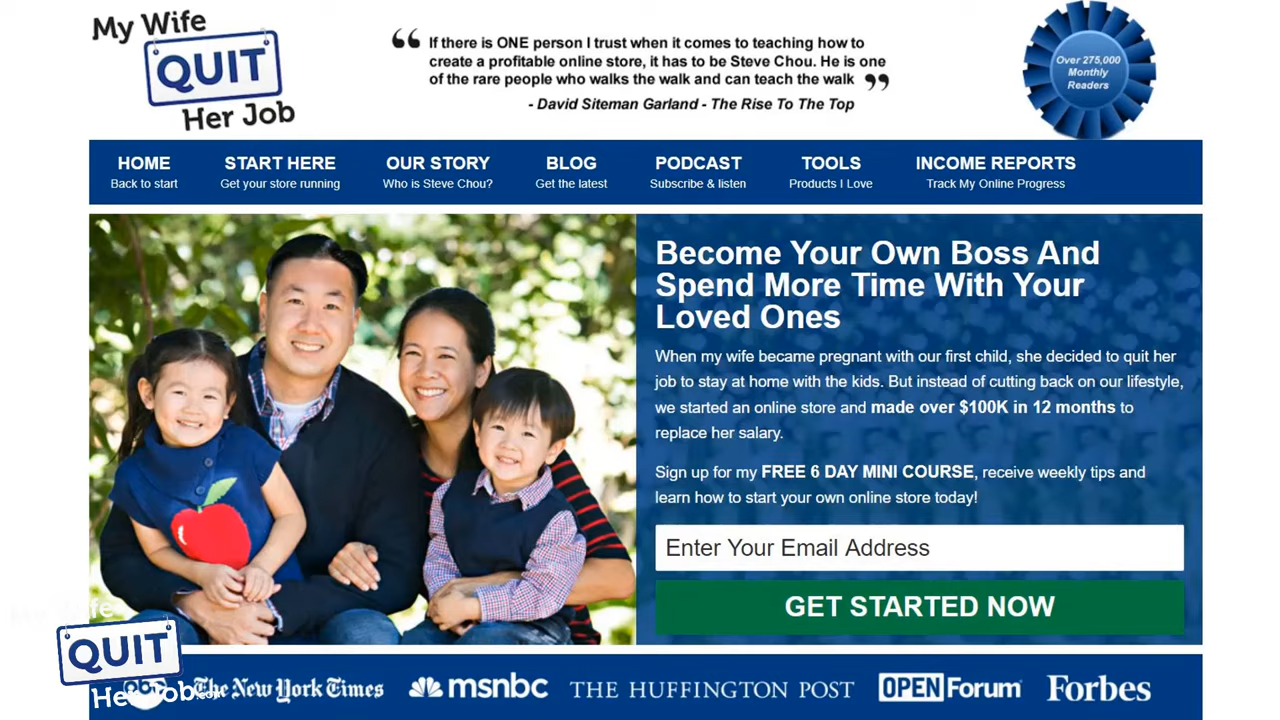 My Wife
QUIT
Her Job
If there is ONE person I trust when it comes to teaching how to
create a profitable online store, it has to be Steve Chou. He is one
of the rare people who walks the walk and can teach the walk
- David Siteman Garland - The Rise To The Top
Over 275,000
Monthly
Readers
HOME
Back to start
START HERE
Get your store running
OUR STORY
Who is Steve Chou?
BLOG
Get the latest
PODCAST
Subscribe & listen
TOOLS
Products I Love
INCOME REPORTS
Track My Online Progress
Become Your Own Boss And
Spend More Time With Your
Loved Ones
When my wife became pregnant with our first child, she decided to quit her
job to stay at home with the kids. But instead of cutting back on our lifestyle,
we started an online store and made over $100K in 12 months to
replace her salary.
Sign up for my FREE 6 DAY MINI COURSE, receive weekly tips and
learn how to start your own online store today!
Enter Your Email Address
GET STARTED NOW
QUIT
Her Job.com
abc The New York Times msnbc THE HUFFINGTON POST OPEN Forum Forbes